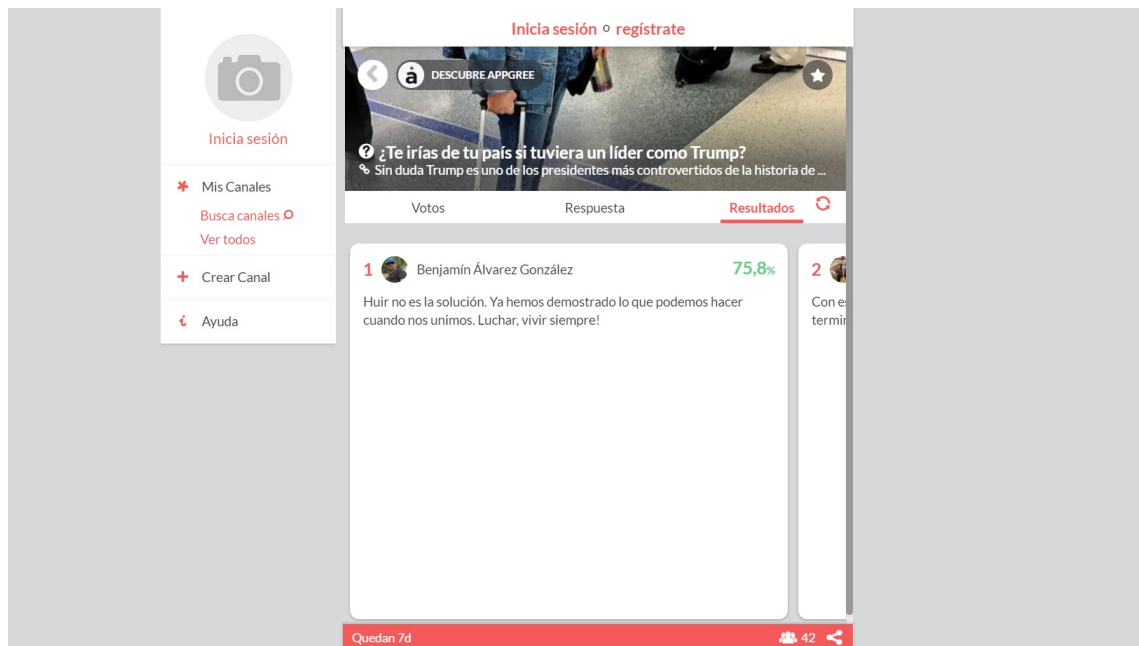 Inicia sesión o regístrate
DESCUBRE APPGREE
Inicia sesión
¿Te irías de tu país si tuviera un líder como Trump?
Sin duda Trump es uno de los presidentes más controvertidos de la historia de ...
Mis Canales
Busca canales
Ver todos
Crear Canal
Ayuda
Votos
Respuesta
Resultados
1 Benjamín Álvarez González 75,8%
Huir no es la solución. Ya hemos demostrado lo que podemos hacer
cuando nos unimos. Luchar, vivir siempre!
2
Con
Quedan 7d
42